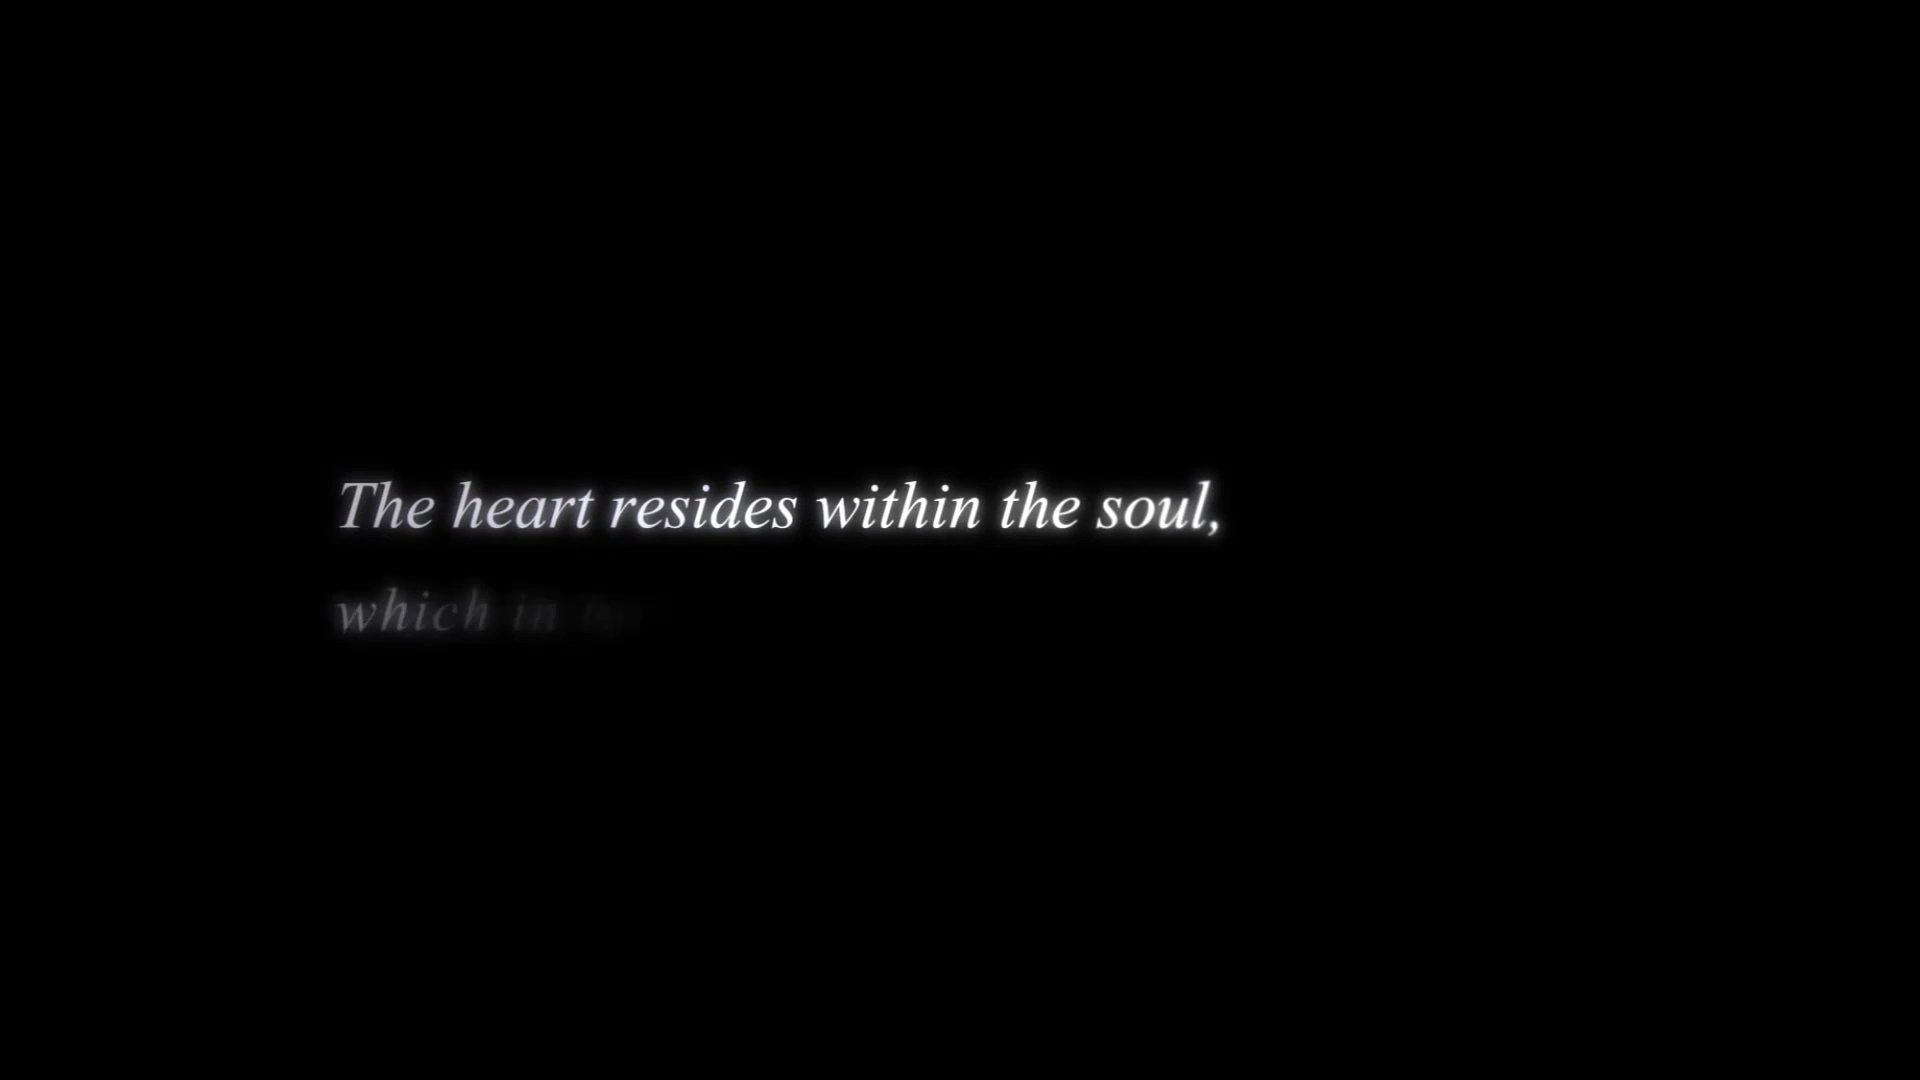 The heart resides within the soul,
which in